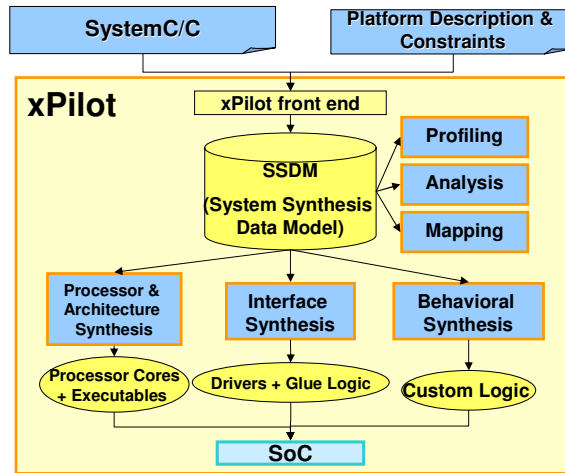 SystemC/C
Platform Description &
Constraints
xPilot
xPilot front end
SSDM
(System Synthesis
Data Model)
Profiling
Analysis
Mapping
Processor &
Architecture
Synthesis
Interface
Synthesis
Behavioral
Synthesis
Processor Cores
+ Executables
Drivers + Glue Logic
Custom Logic
SoC